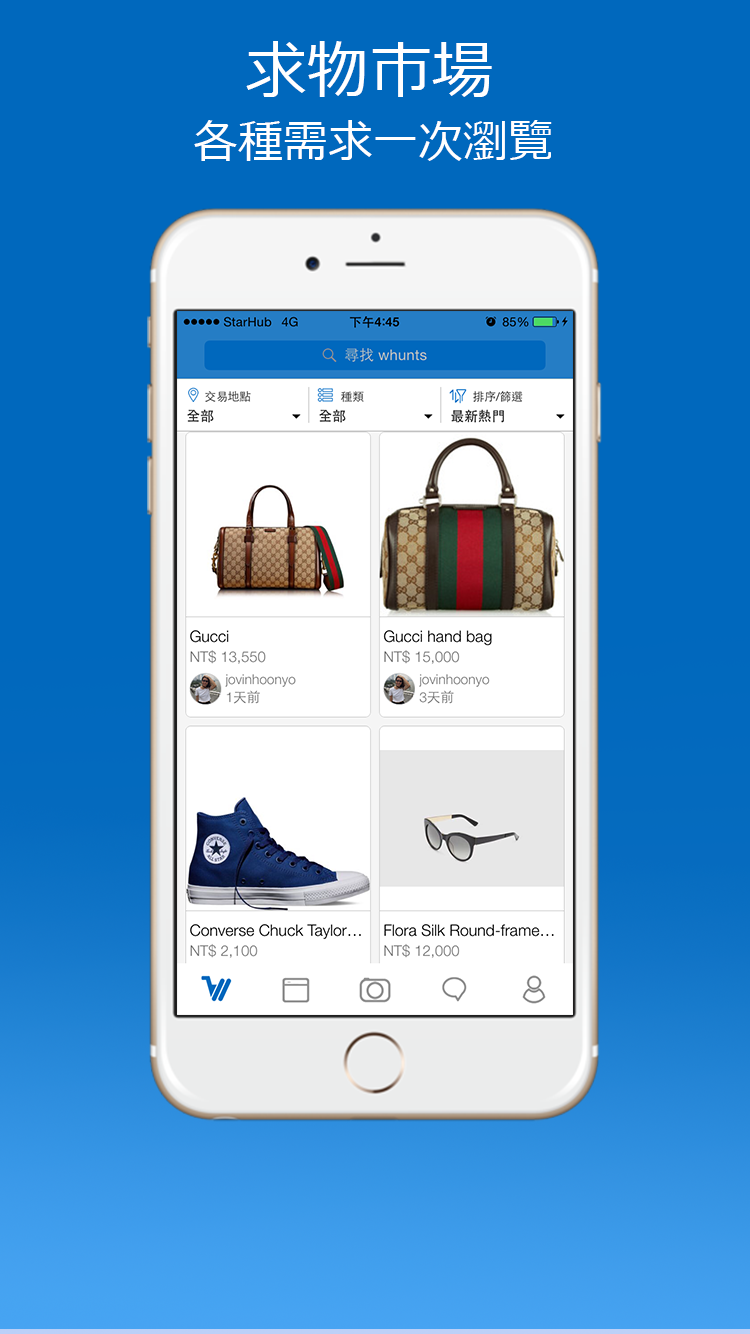 求物市場
各種需求一次瀏覽
StarHub 4G 下午4:45 85%
尋找 whunts
交易地點 種類 排序/篩選
全部 全部 最新熱門
Gucci
NT$ 13,550
jovinhoonyo
1天前
Gucci hand bag
NT$ 15,000
jovinhoonyo
3天前
CONVERSE
ALL STAR
Converse Chuck Taylor…
NT$ 2,100
Flora Silk Round-frame…
NT$ 12,000